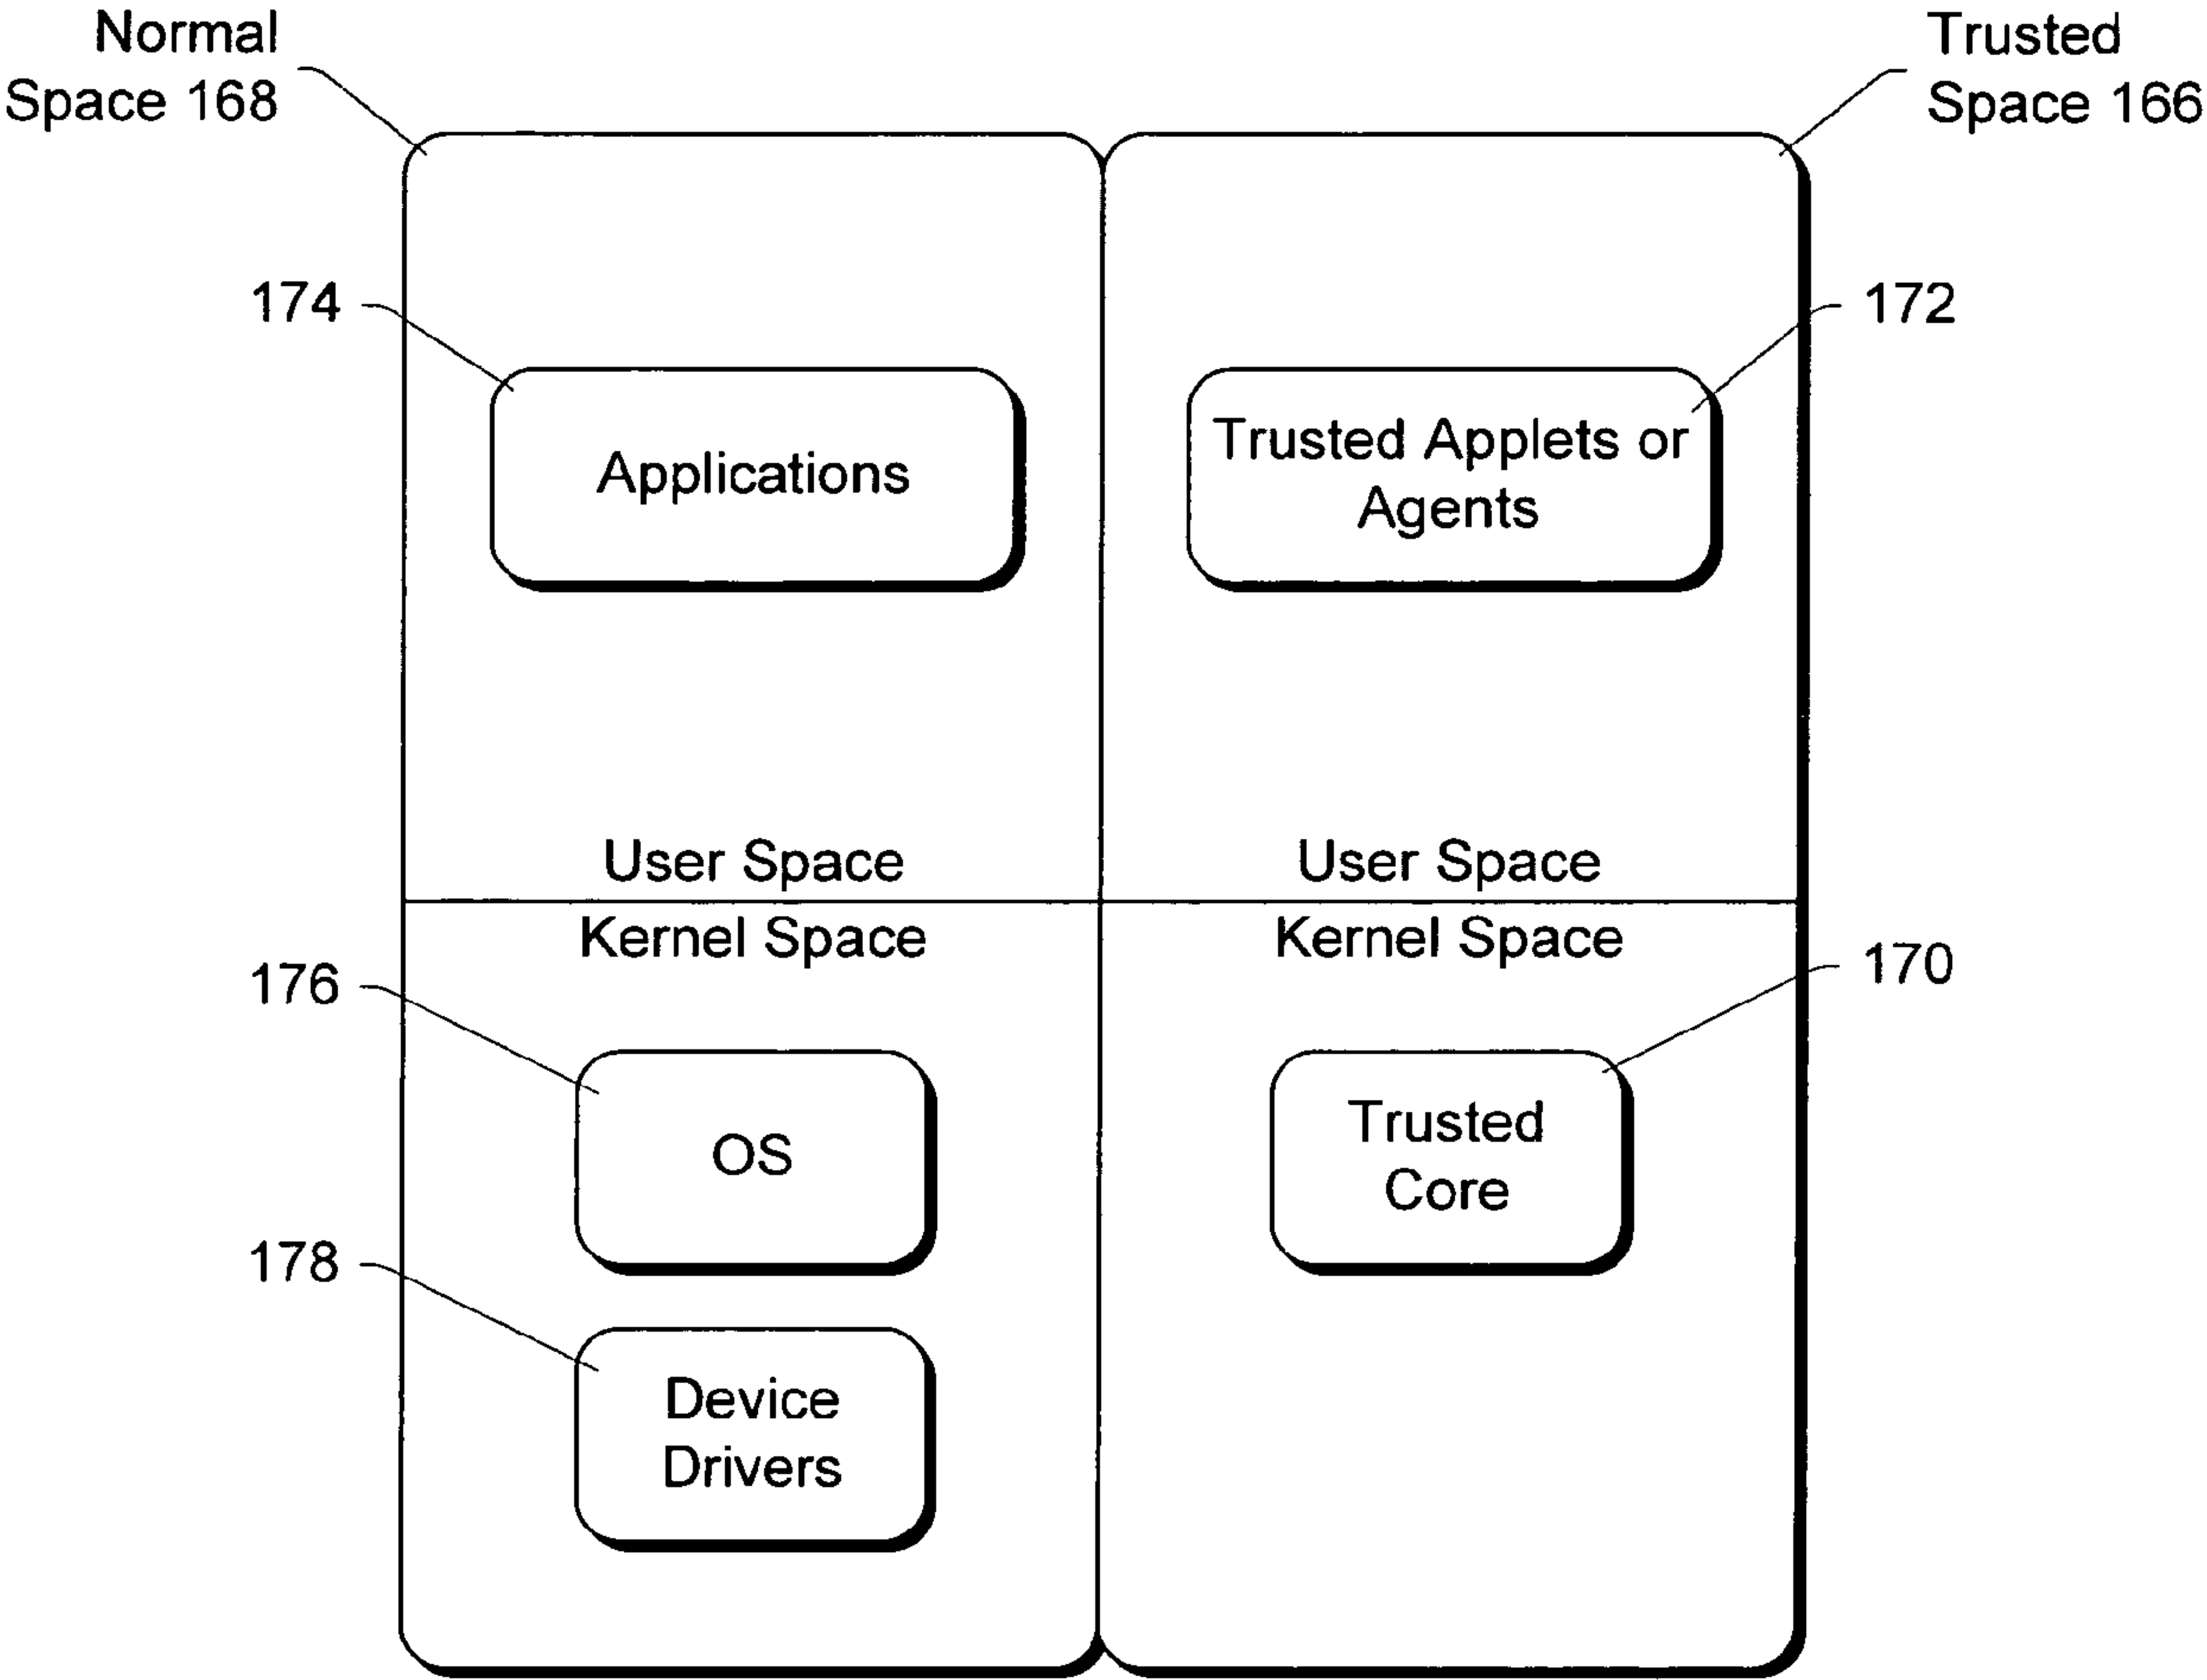 Normal
Space 168
Trusted
Space 166
174
172
Applications
Trusted Applets or
Agents
User Space
User Space
Kernel Space
Kernel Space
176
170
OS
Trusted
Core
178
Device
Drivers